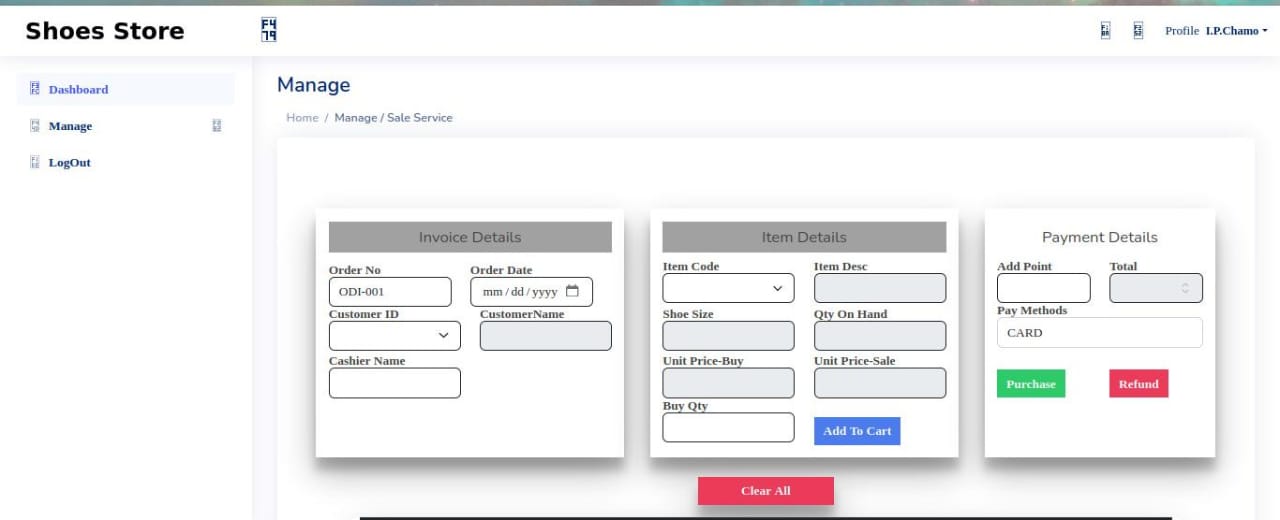 Shoes Store
Profile I.P.Chamo
Dashboard
Manage
LogOut
Manage
Home / Manage / Sale Service
Invoice Details
Order No
Order Date
ODI-001
mm/dd/yyyy
Customer ID
CustomerName
Cashier Name
Item Details
Item Code
Item Desc
Shoe Size
Qty On Hand
Unit Price-Buy
Unit Price-Sale
Buy Qty
Add To Cart
Payment Details
Add Point
Total
Pay Methods
CARD
Purchase
Refund
Clear All